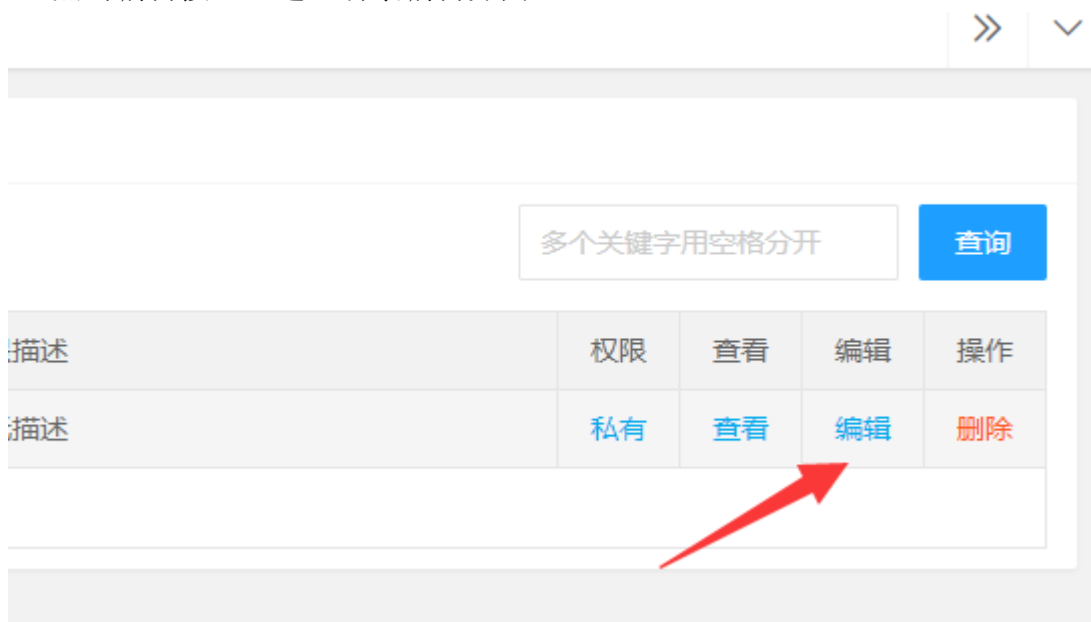 多个关键字用空格分开 查询
描述 权限 查看 编辑 操作
描述 私有 查看 编辑 删除